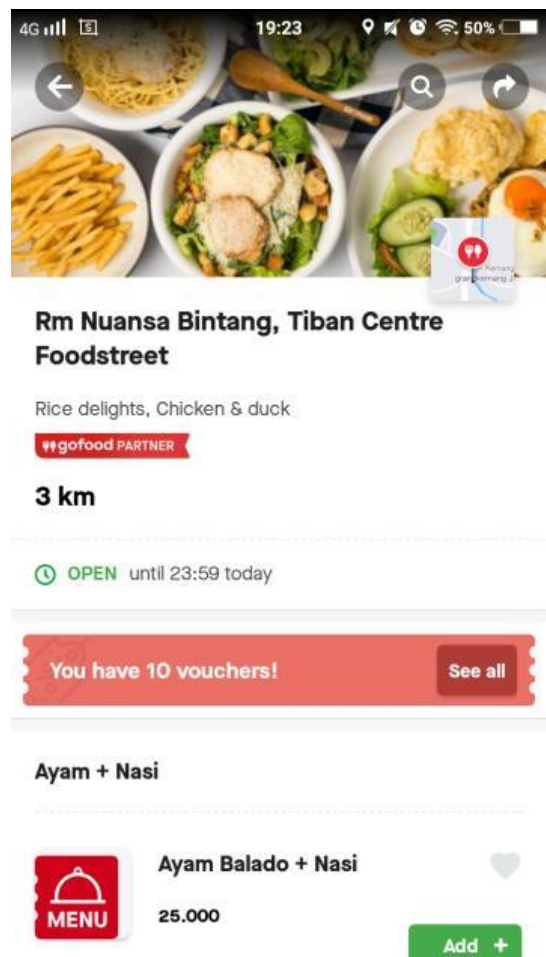 4G 19:23 50%
Kemang
Rm Nuansa Bintang, Tiban Centre
Foodstreet
Rice delights, Chicken & duck
gofood PARTNER
3 km
OPEN until 23:59 today
You have 10 vouchers! See all
Ayam + Nasi
Ayam Balado + Nasi
MENU
25.000
Add +